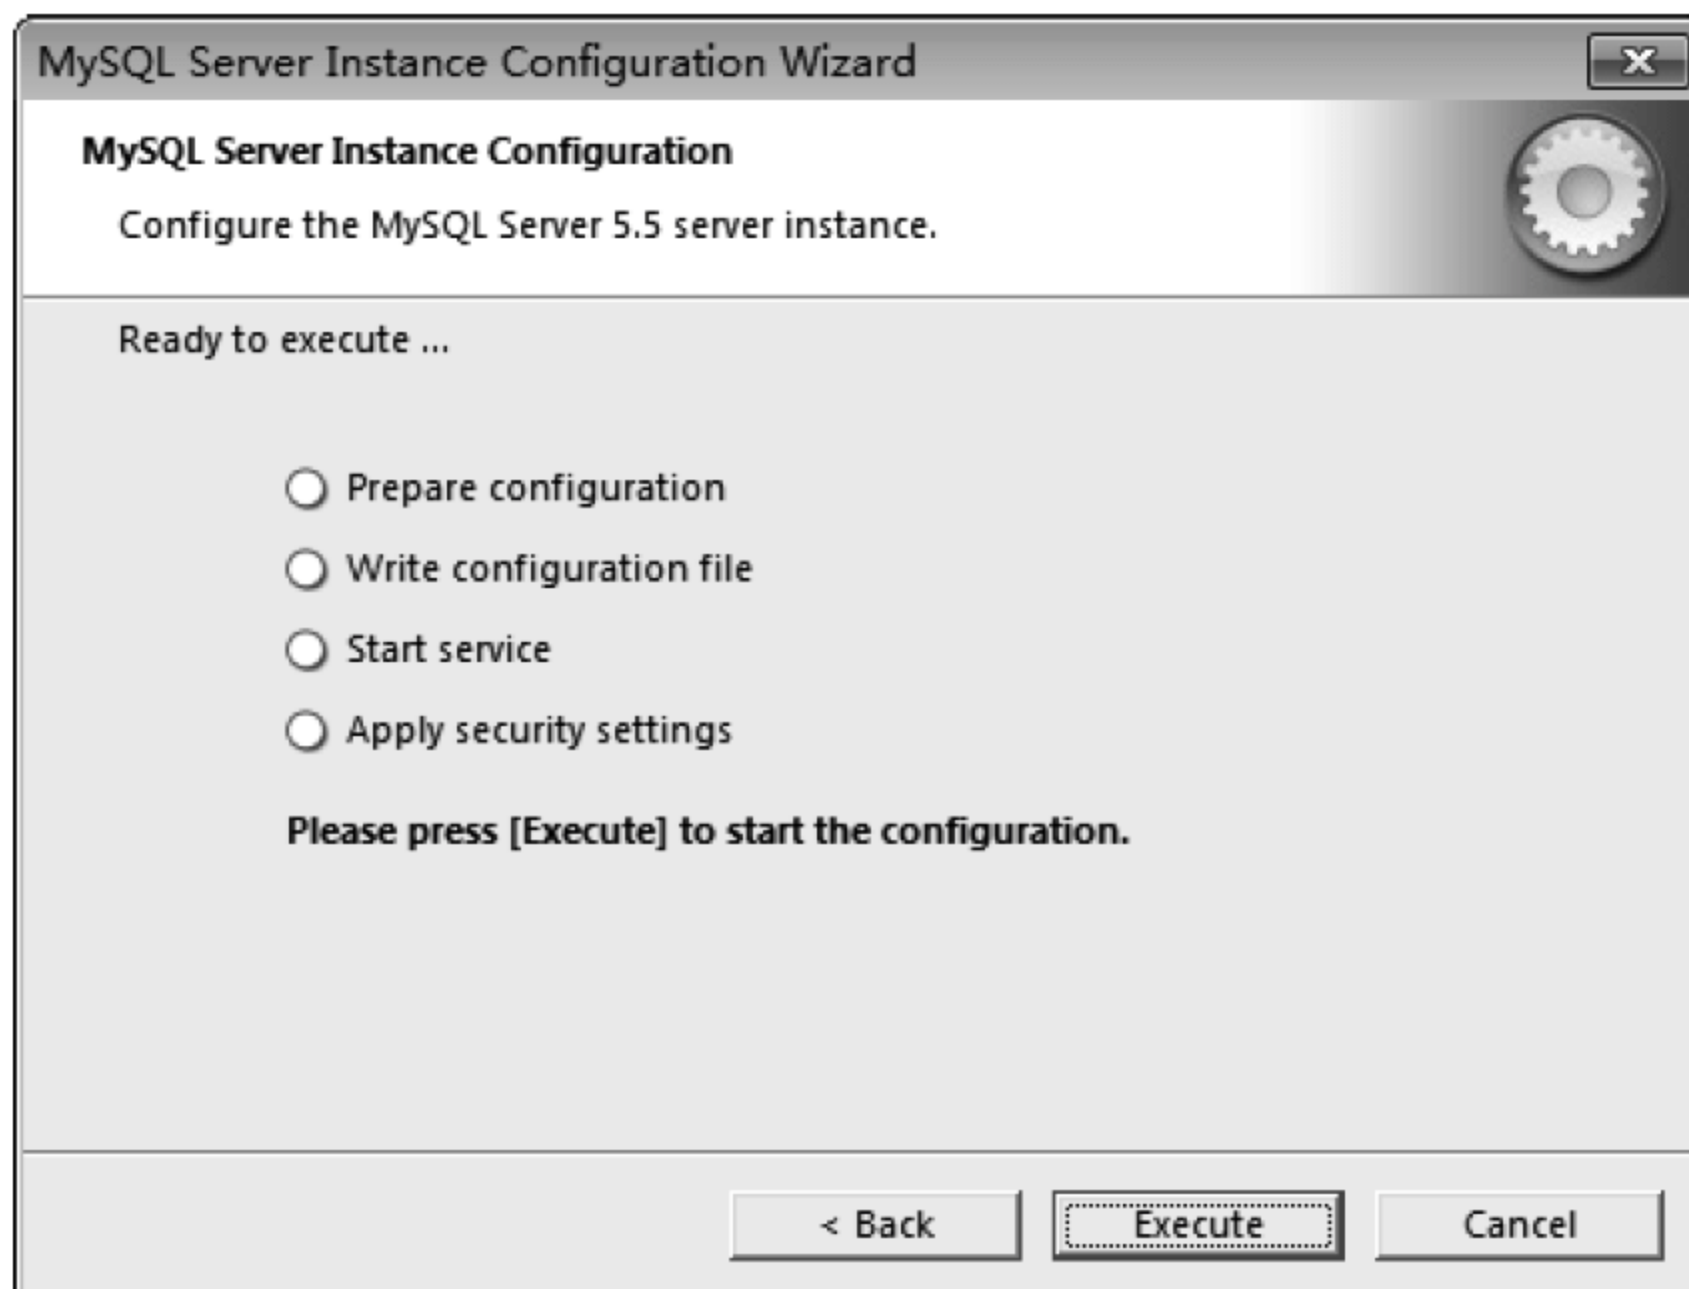 MySQL Server Instance Configuration Wizard
MySQL Server Instance Configuration
Configure the MySQL Server 5.5 server instance.
Ready to execute ...
Prepare configuration
Write configuration file
Start service
Apply security settings
Please press [Execute] to start the configuration.
< Back Execute Cancel